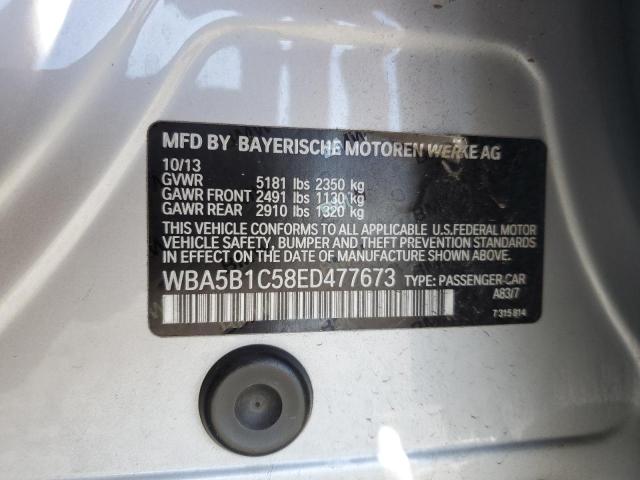 MFD BY BAYERISCHE MOTOREN WERKE AG
10/13
GVWR 5181 lbs 2350 kg
GAWR FRONT 2491 lbs 1130 kg
GAWR REAR 2910 lbs 1320 kg
THIS VEHICLE CONFORMS TO ALL APPLICABLE U.S.FEDERAL MOTOR
VEHICLE SAFETY, BUMPER AND THEFT PREVENTION STANDARDS
IN EFFECT ON THE DATE OF MANUFACTURE SHOWN ABOVE.
WBA5B1C58ED477673 TYPE: PASSENGER-CAR
A83/7
7 315 814